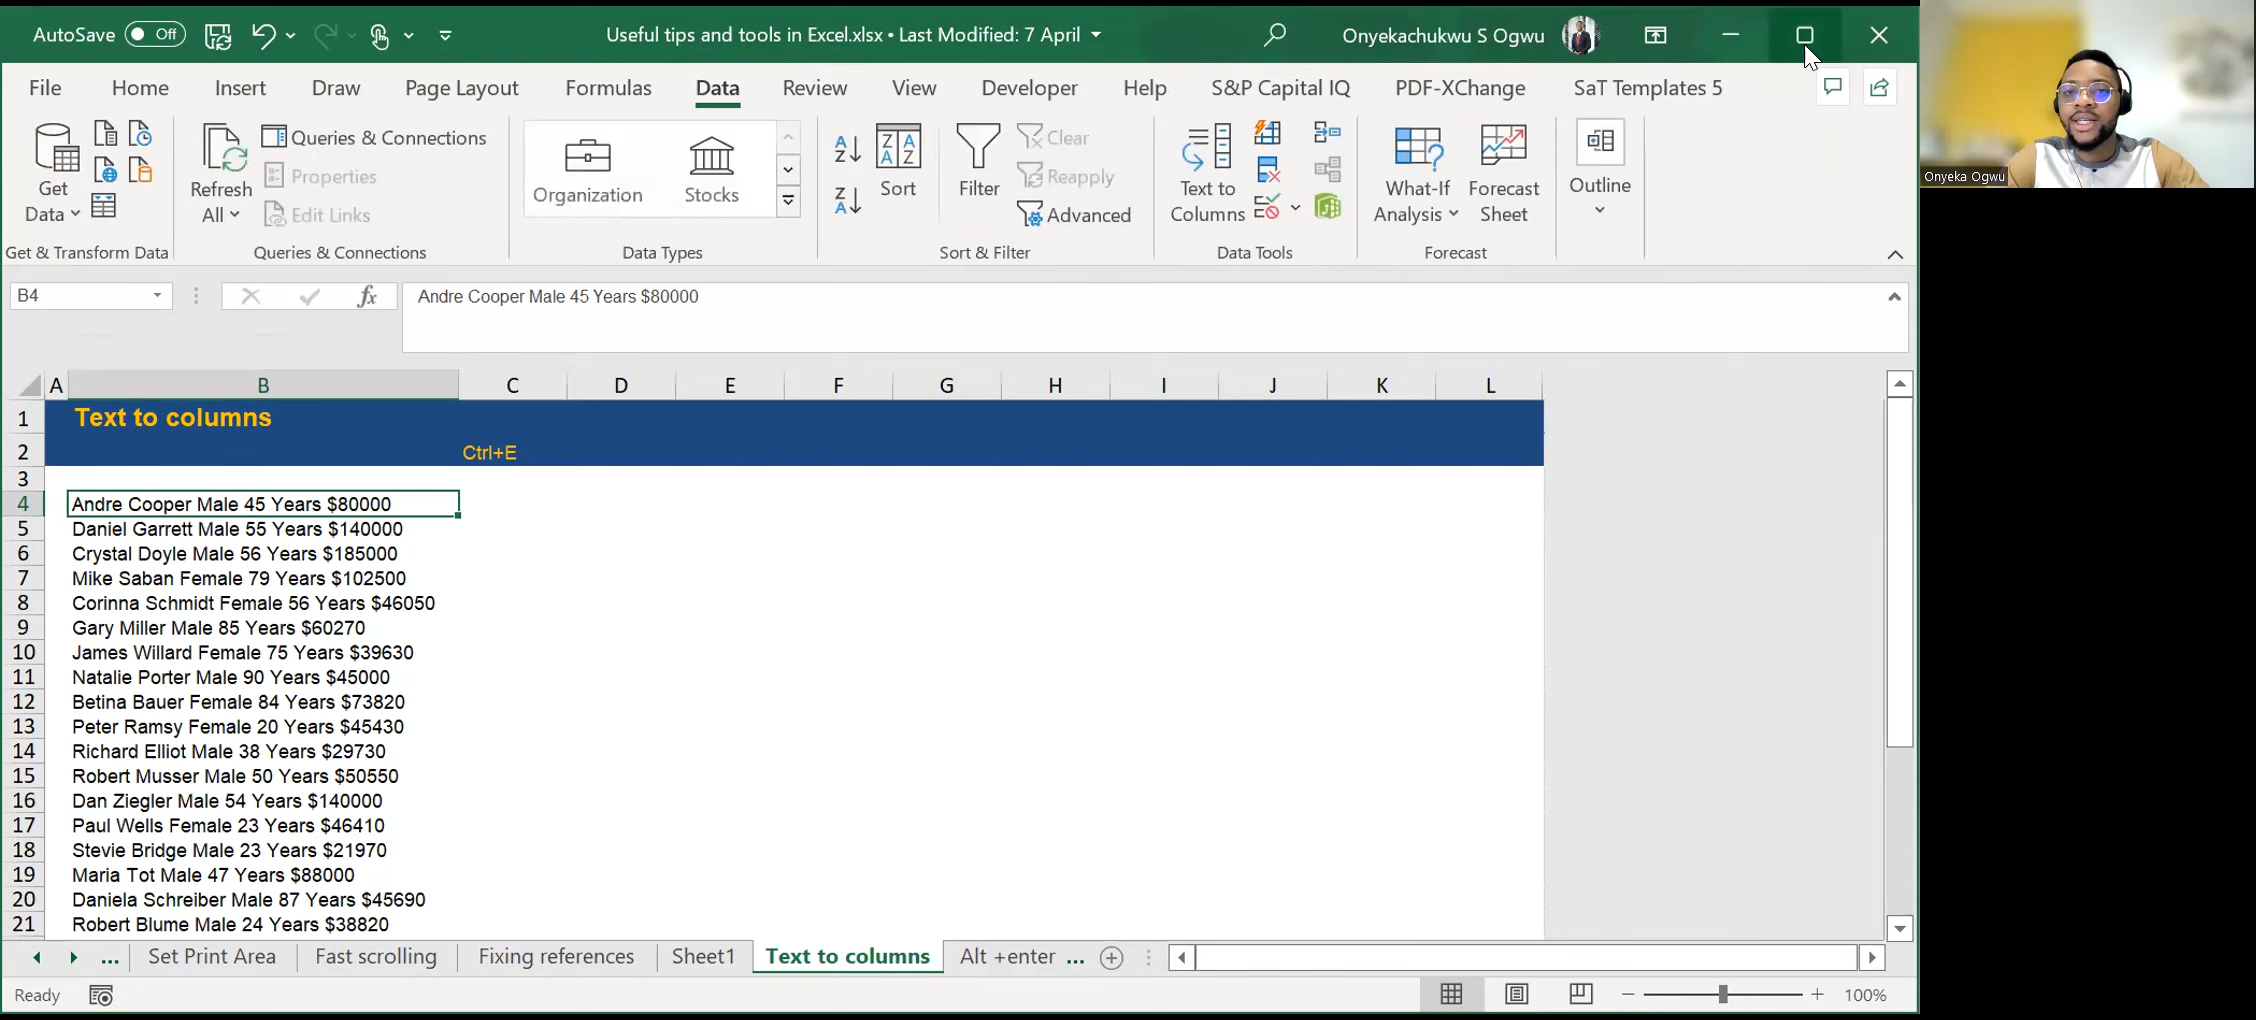 AutoSave Off Useful tips and tools in Excel.xlsx • Last Modified: 7 April Onyekachukwu S Ogwu
File Home Insert Draw Page Layout Formulas Data Review View Developer Help S&P Capital IQ PDF-XChange SaT Templates 5
Get Data
Refresh All
Queries & Connections
Properties
Edit Links
Organization
Stocks
Sort
Filter
Clear
Reapply
Advanced
Text to Columns
What-If Analysis
Forecast Sheet
Outline
Get & Transform Data Queries & Connections Data Types Sort & Filter Data Tools Forecast
Onyeka Ogwu
B4 fx Andre Cooper Male 45 Years $80000
A B C D E F G H I J K L
1 Text to columns
2 Ctrl+E
3
4 Andre Cooper Male 45 Years $80000
5 Daniel Garrett Male 55 Years $140000
6 Crystal Doyle Male 56 Years $185000
7 Mike Saban Female 79 Years $102500
8 Corinna Schmidt Female 56 Years $46050
9 Gary Miller Male 85 Years $60270
10 James Willard Female 75 Years $39630
11 Natalie Porter Male 90 Years $45000
12 Betina Bauer Female 84 Years $73820
13 Peter Ramsy Female 20 Years $45430
14 Richard Elliot Male 38 Years $29730
15 Robert Musser Male 50 Years $50550
16 Dan Ziegler Male 54 Years $140000
17 Paul Wells Female 23 Years $46410
18 Stevie Bridge Male 23 Years $21970
19 Maria Tot Male 47 Years $88000
20 Daniela Schreiber Male 87 Years $45690
21 Robert Blume Male 24 Years $38820
... Set Print Area Fast scrolling Fixing references Sheet1 Text to columns Alt +enter ...
Ready 100%